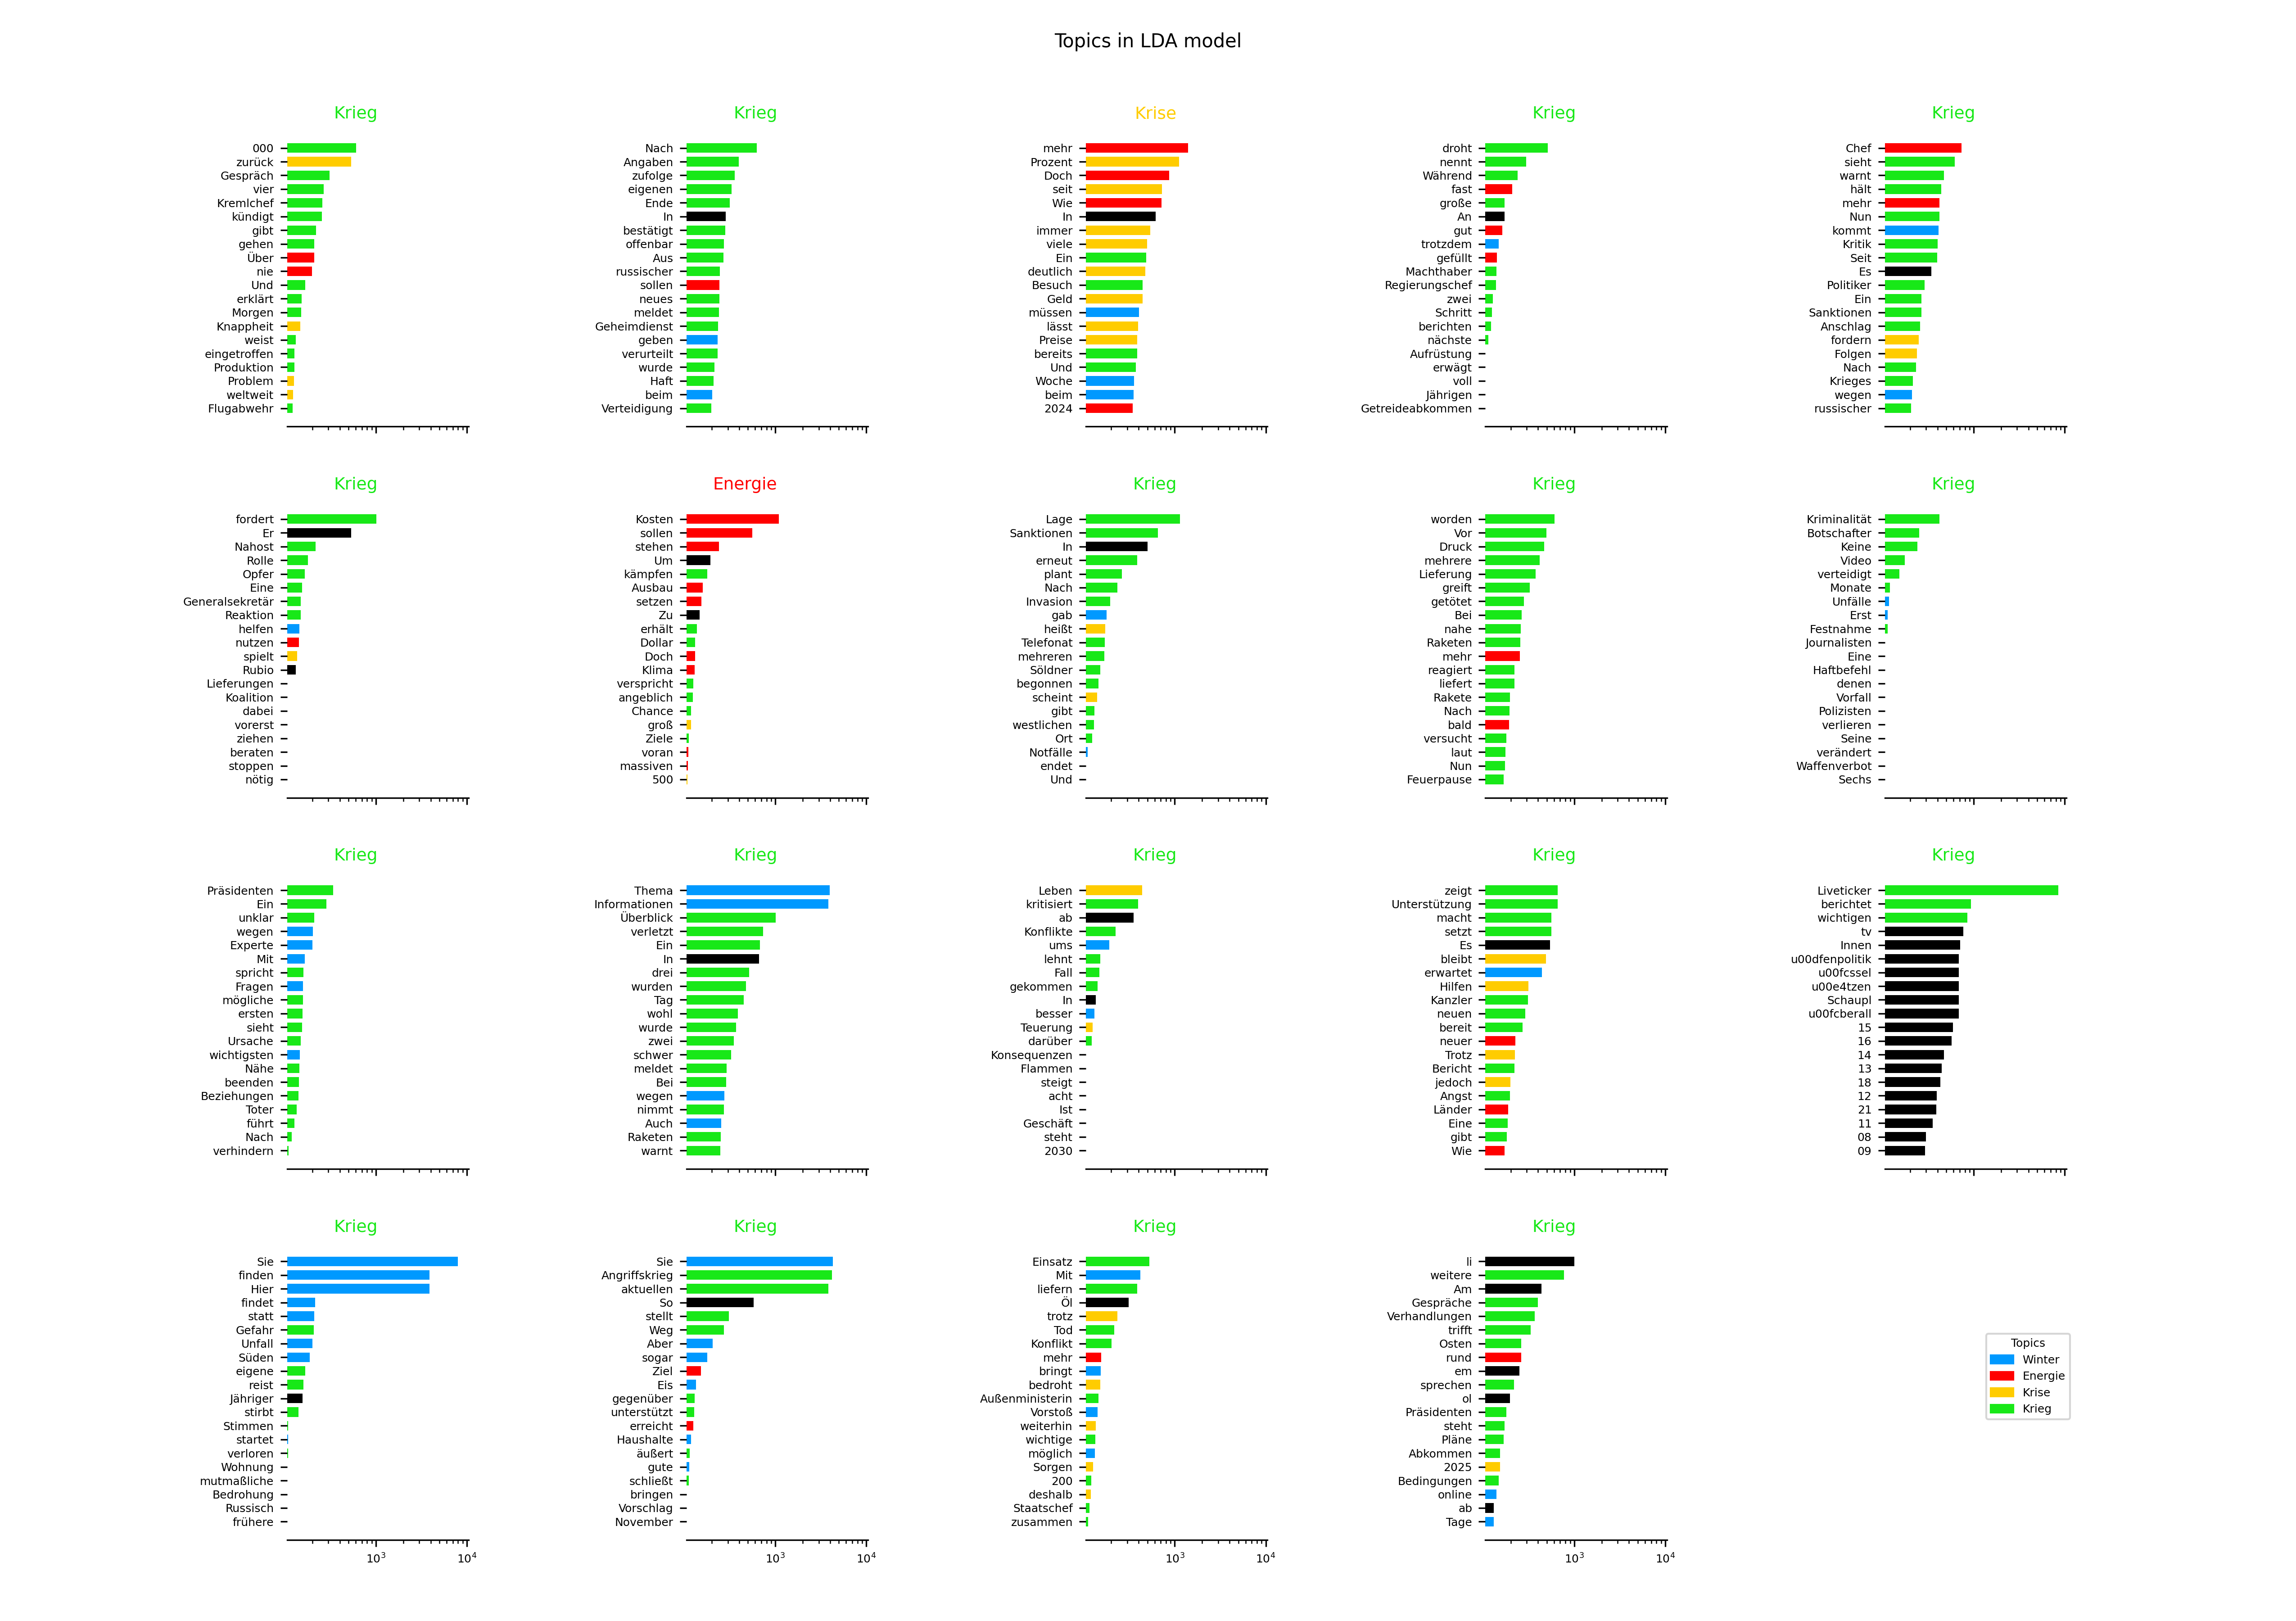 Topics in LDA model
Krieg
000
zurück
Gespräch
vier
Kremlchef
kündigt
gibt
gehen
Über
nie
Und
erklärt
Morgen
Knappheit
weist
eingetroffen
Produktion
Problem
weltweit
Flugabwehr
Krieg
Nach
Angaben
zufolge
eigenen
Ende
In
bestätigt
offenbar
Aus
russischer
sollen
neues
meldet
Geheimdienst
geben
verurteilt
wurde
Haft
beim
Verteidigung
Krise
mehr
Prozent
Doch
seit
Wie
In
immer
viele
Ein
deutlich
Besuch
Geld
müssen
lässt
Preise
bereits
Und
Woche
beim
2024
Krieg
droht
nennt
Während
fast
große
An
gut
trotzdem
gefüllt
Machthaber
Regierungschef
zwei
Schritt
berichten
nächste
Aufrüstung
erwägt
voll
Jährigen
Getreideabkommen
Krieg
Chef
sieht
warnt
hält
mehr
Nun
kommt
Kritik
Seit
Es
Politiker
Ein
Sanktionen
Anschlag
fordern
Folgen
Nach
Krieges
wegen
russischer
Krieg
fordert
Er
Nahost
Rolle
Opfer
Eine
Generalsekretär
Reaktion
helfen
nutzen
spielt
Rubio
Lieferungen
Koalition
dabei
vorerst
ziehen
beraten
stoppen
nötig
Energie
Kosten
sollen
stehen
Um
kämpfen
Ausbau
setzen
Zu
erhält
Dollar
Doch
Klima
verspricht
angeblich
Chance
groß
Ziele
voran
massiven
500
Krieg
Lage
Sanktionen
In
erneut
plant
Nach
Invasion
gab
heißt
Telefonat
mehreren
Söldner
begonnen
scheint
gibt
westlichen
Ort
Notfälle
endet
Und
Krieg
worden
Vor
Druck
mehrere
Lieferung
greift
getötet
Bei
nahe
Raketen
mehr
reagiert
liefert
Rakete
Nach
bald
versucht
laut
Nun
Feuerpause
Krieg
Kriminalität
Botschafter
Keine
Video
verteidigt
Monate
Unfälle
Erst
Festnahme
Journalisten
Eine
Haftbefehl
denen
Vorfall
Polizisten
verlieren
Seine
verändert
Waffenverbot
Sechs
Krieg
Präsidenten
Ein
unklar
wegen
Experte
Mit
spricht
Fragen
mögliche
ersten
sieht
Ursache
wichtigsten
Nähe
beenden
Beziehungen
Toter
führt
Nach
verhindern
Krieg
Thema
Informationen
Überblick
verletzt
Ein
In
drei
wurden
Tag
wohl
wurde
zwei
schwer
meldet
Bei
wegen
nimmt
Auch
Raketen
warnt
Krieg
Leben
kritisiert
ab
Konflikte
ums
lehnt
Fall
gekommen
In
besser
Teuerung
darüber
Konsequenzen
Flammen
steigt
acht
Ist
Geschäft
steht
2030
Krieg
zeigt
Unterstützung
macht
setzt
Es
bleibt
erwartet
Hilfen
Kanzler
neuen
bereit
neuer
Trotz
Bericht
jedoch
Angst
Länder
Eine
gibt
Wie
Krieg
Liveticker
berichtet
wichtigen
tv
Innen
u00dfenpolitik
u00fcssel
u00e4tzen
Schaupl
u00fcberall
15
16
14
13
18
12
21
11
08
09
Krieg
Sie
finden
Hier
findet
statt
Gefahr
Unfall
Süden
eigene
reist
Jähriger
stirbt
Stimmen
startet
verloren
Wohnung
mutmaßliche
Bedrohung
Russisch
frühere
10³ 10⁴
Krieg
Sie
Angriffskrieg
aktuellen
So
stellt
Weg
Aber
sogar
Ziel
Eis
gegenüber
unterstützt
erreicht
Haushalte
äußert
gute
schließt
bringen
Vorschlag
November
10³ 10⁴
Krieg
Einsatz
Mit
liefern
Öl
trotz
Tod
Konflikt
mehr
bringt
bedroht
Außenministerin
Vorstoß
weiterhin
wichtige
möglich
Sorgen
200
deshalb
Staatschef
zusammen
10³ 10⁴
Krieg
li
weitere
Am
Gespräche
Verhandlungen
trifft
Osten
rund
em
sprechen
ol
Präsidenten
steht
Pläne
Abkommen
2025
Bedingungen
online
ab
Tage
10³ 10⁴
Topics
Winter
Energie
Krise
Krieg